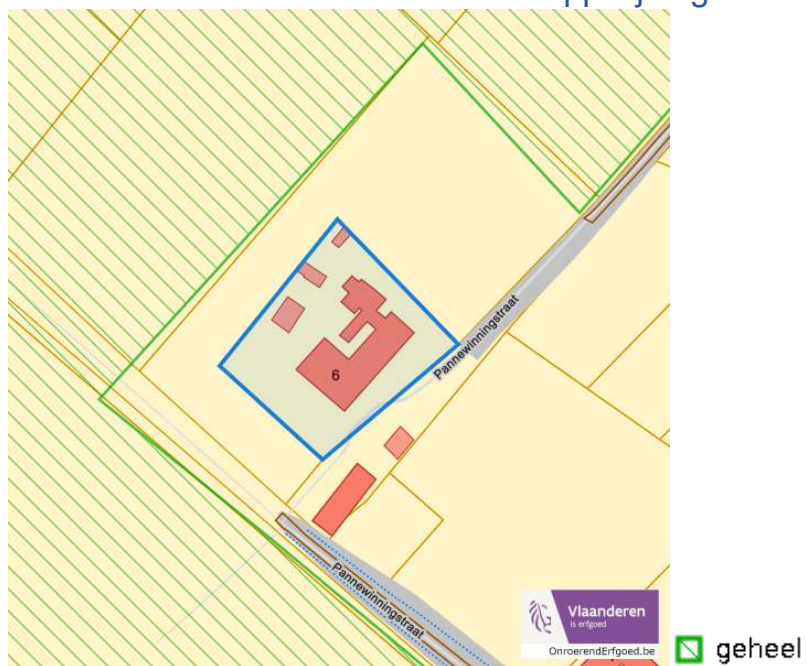 Pannewinningstraat
6
Pannewinningstraat
Vlaanderen
is erfgoed
OnroerendErfgoed.be
geheel